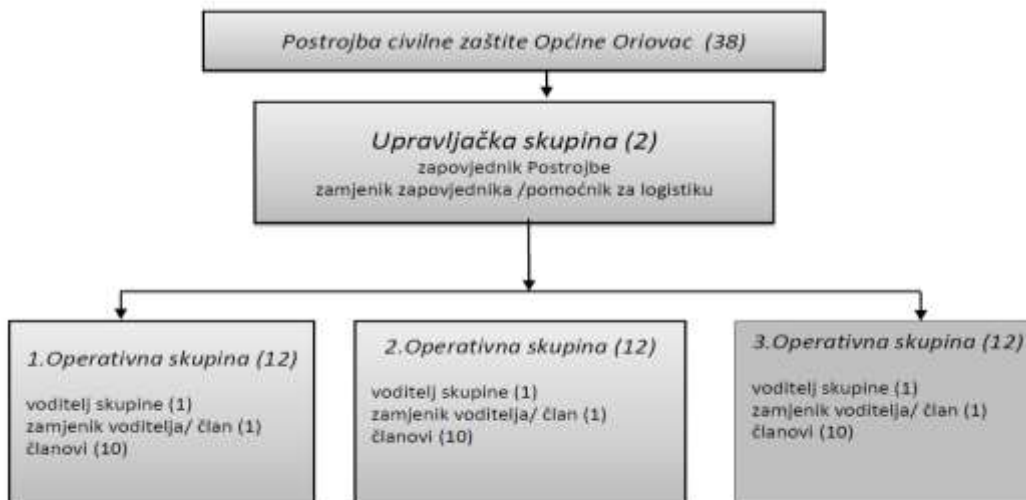 Postrojba civilne zaštite Općine Oriovac (38)
Upravljačka skupina (2)
zapovjednik Postrojbe
zamjenik zapovjednika /pomoćnik za logistiku
1.Operativna skupina (12)
voditelj skupine (1)
zamjenik voditelja/ član (1)
članovi (10)
2.Operativna skupina (12)
voditelj skupine (1)
zamjenik voditelja/ član (1)
članovi (10)
3.Operativna skupina (12)
voditelj skupine (1)
zamjenik voditelja/ član (1)
članovi (10)